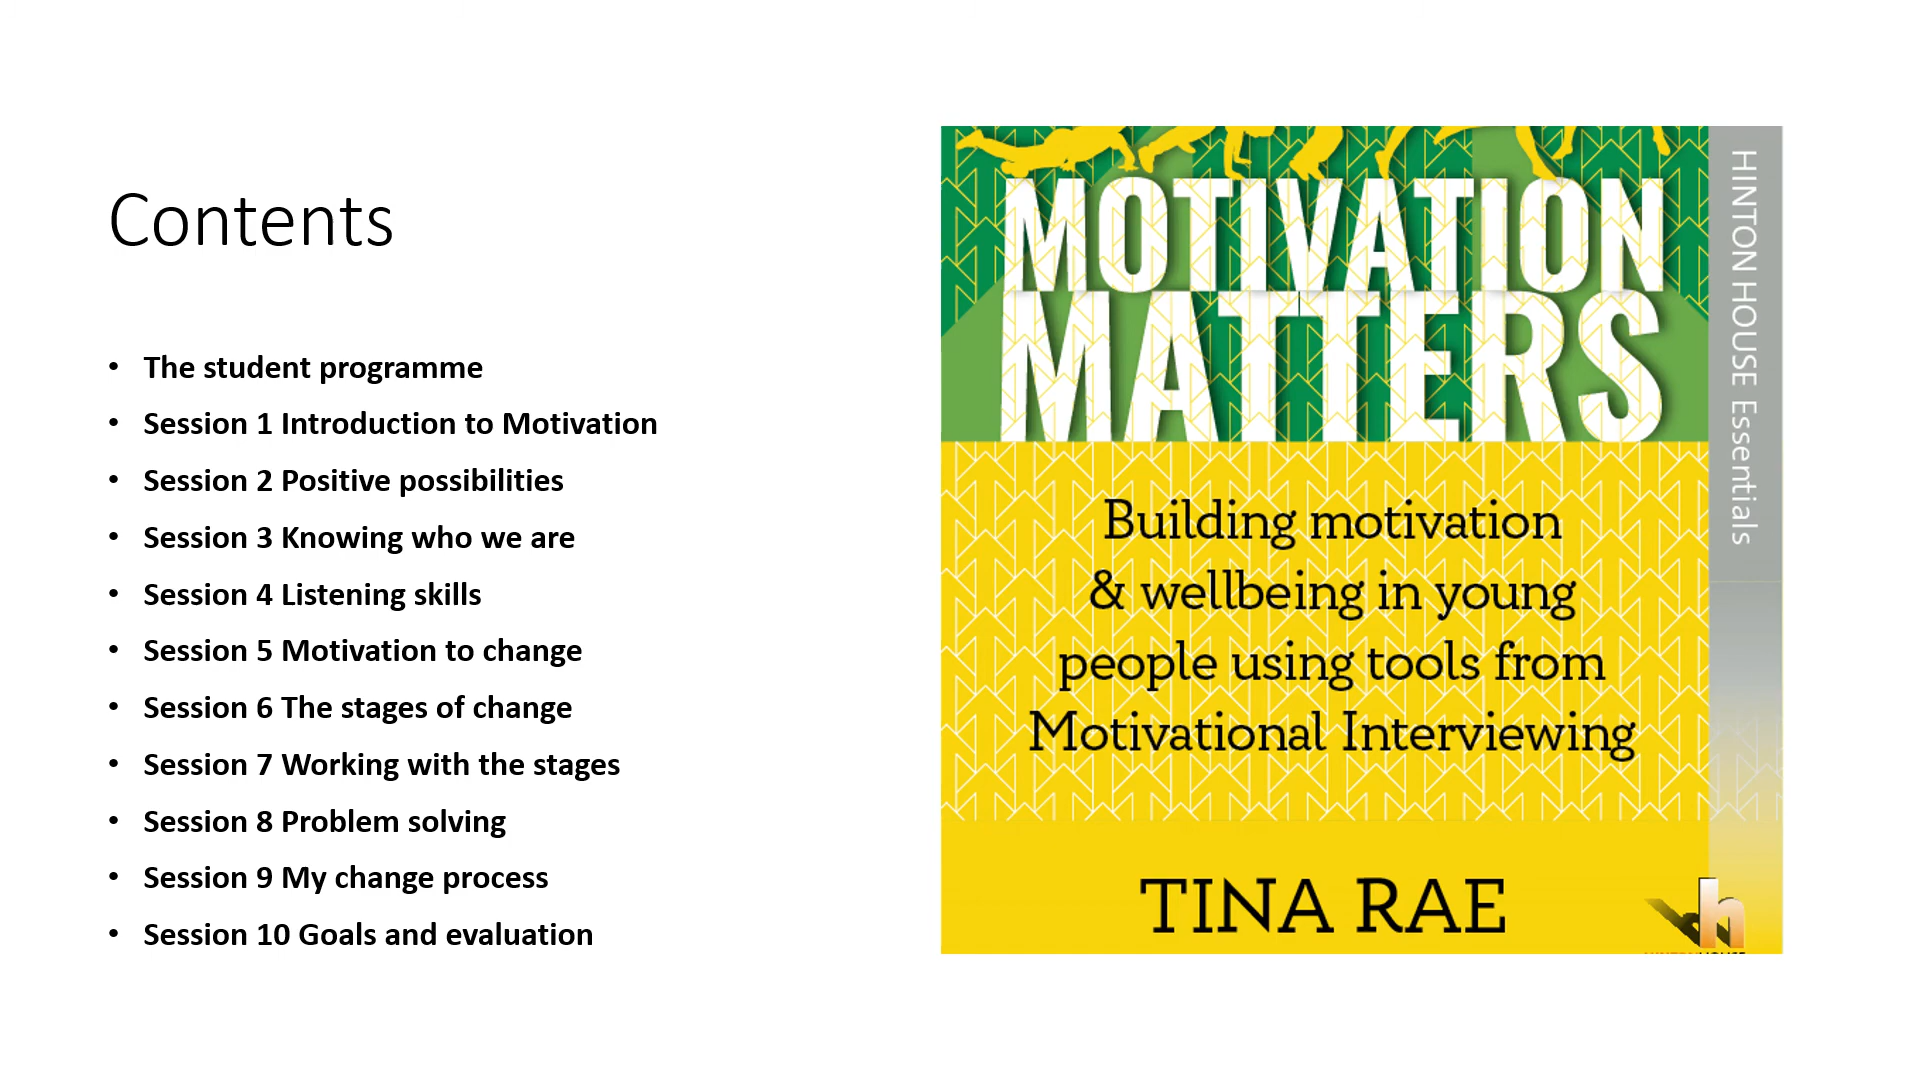 Contents
• The student programme
• Session 1 Introduction to Motivation
• Session 2 Positive possibilities
• Session 3 Knowing who we are
• Session 4 Listening skills
• Session 5 Motivation to change
• Session 6 The stages of change
• Session 7 Working with the stages
• Session 8 Problem solving
• Session 9 My change process
• Session 10 Goals and evaluation
MOTIVATION
MATTERS
Building motivation
& wellbeing in young
people using tools from
Motivational Interviewing
TINA RAE
HINTON HOUSE Essentials
h